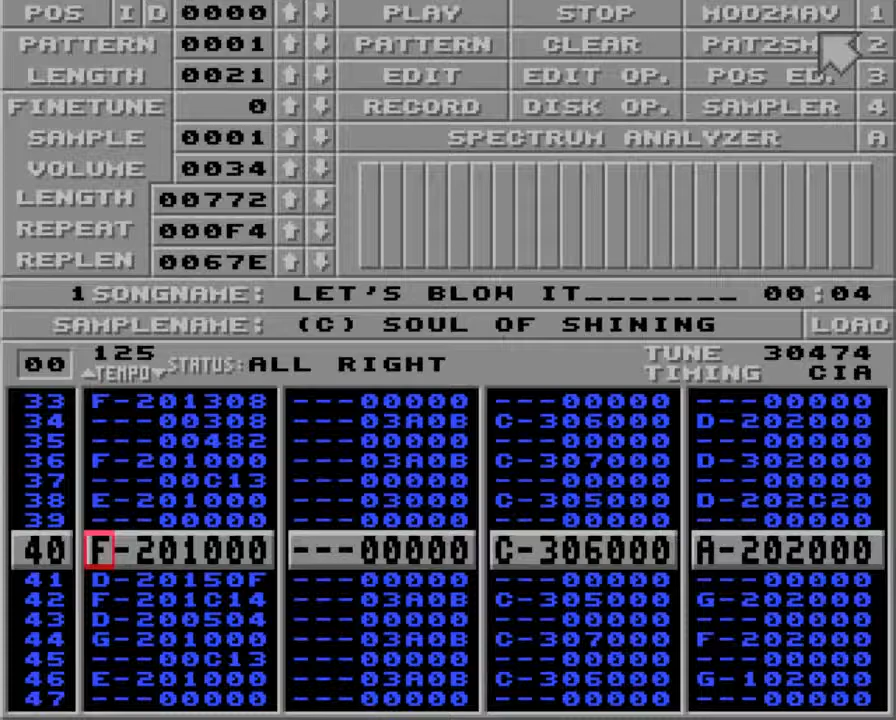 POS I D 0000 PLAY STOP MOD2WAV 1
PATTERN 0001 PATTERN CLEAR PAT2SM 2
LENGTH 0021 EDIT EDIT OP. POS ED. 3
FINETUNE 0 RECORD DISK OP. SAMPLER 4
SAMPLE 0001 SPECTRUM ANALYZER A
VOLUME 0034
LENGTH 00772
REPEAT 000F4
REPLEN 0067E
1 SONGNAME: LET'S BLOW IT_______ 00:04
SAMPLENAME: (C) SOUL OF SHINING LOAD
00 125 TEMPO STATUS: ALL RIGHT TUNE 30474
TIMING CIA
33 F-201308 ---00000 ---00000 ---00000
34 ---00308 ---03A0B C-306000 D-202000
35 ---00482 ---00000 ---00000 ---00000
36 F-201000 ---03A0B C-307000 D-302000
37 ---00C13 ---00000 ---00000 ---00000
38 E-201000 ---03000 C-305000 D-202C20
39 ---00000 ---00000 ---00000 ---00000
40 F-201000 ---00000 C-306000 A-202000
41 D-20150F ---00000 ---00000 ---00000
42 F-201C14 ---03A0B C-305000 G-202000
43 D-200504 ---00000 ---00000 ---00000
44 G-201000 ---03A0B C-307000 F-202000
45 ---00C13 ---00000 ---00000 ---00000
46 E-201000 ---03A0B C-306000 G-102000
47 ---00000 ---00000 ---00000 ---00000